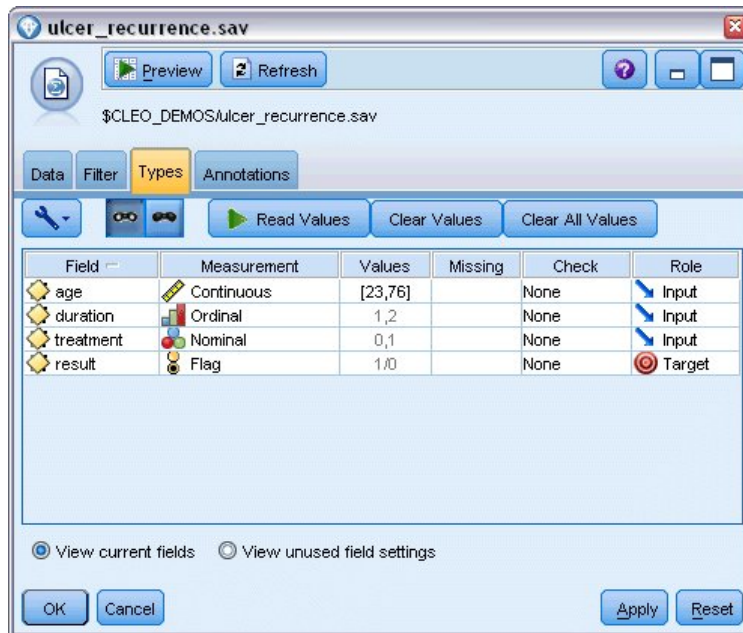 ulcer_recurrence.sav
Preview Refresh
$CLEO_DEMOS/ulcer_recurrence.sav
Data Filter Types Annotations
Read Values Clear Values Clear All Values
Field Measurement Values Missing Check Role
age Continuous [23,76] None Input
duration Ordinal 1,2 None Input
treatment Nominal 0,1 None Input
result Flag 1/0 None Target
View current fields View unused field settings
OK Cancel Apply Reset